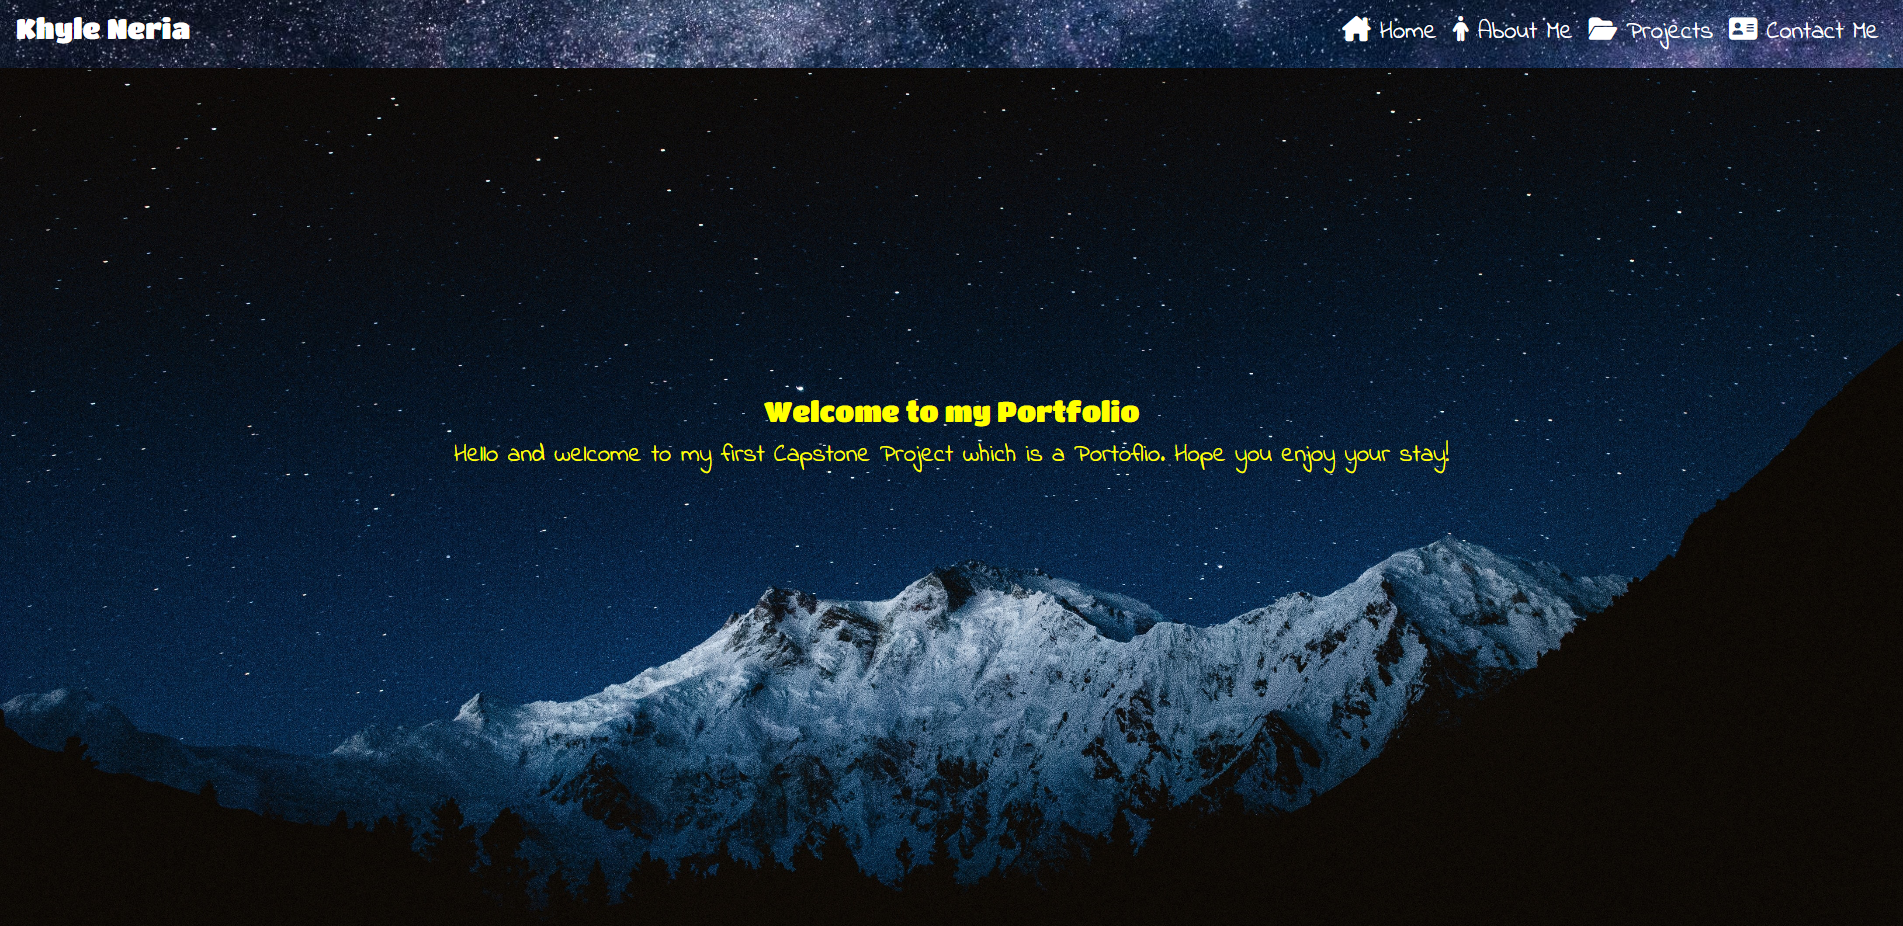 Khyle Neria
Home About Me Projects Contact Me
Welcome to my Portfolio
Hello and welcome to my first Capstone Project which is a Portoflio. Hope you enjoy your stay!